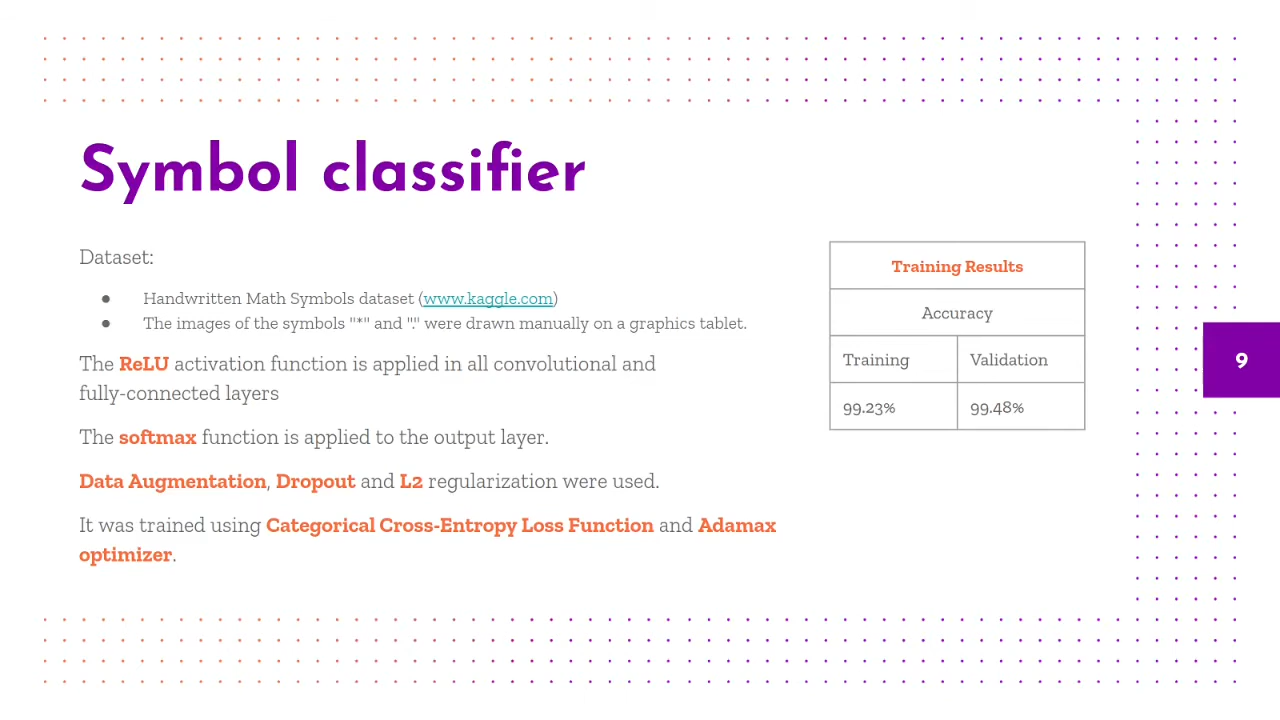 Symbol classifier
Dataset:
● Handwritten Math Symbols dataset (www.kaggle.com)
● The images of the symbols "*" and "." were drawn manually on a graphics tablet.
The ReLU activation function is applied in all convolutional and
fully-connected layers
The softmax function is applied to the output layer.
Data Augmentation, Dropout and L2 regularization were used.
It was trained using Categorical Cross-Entropy Loss Function and Adamax
optimizer.
Training Results
Accuracy
Training Validation
99.23% 99.48%
9